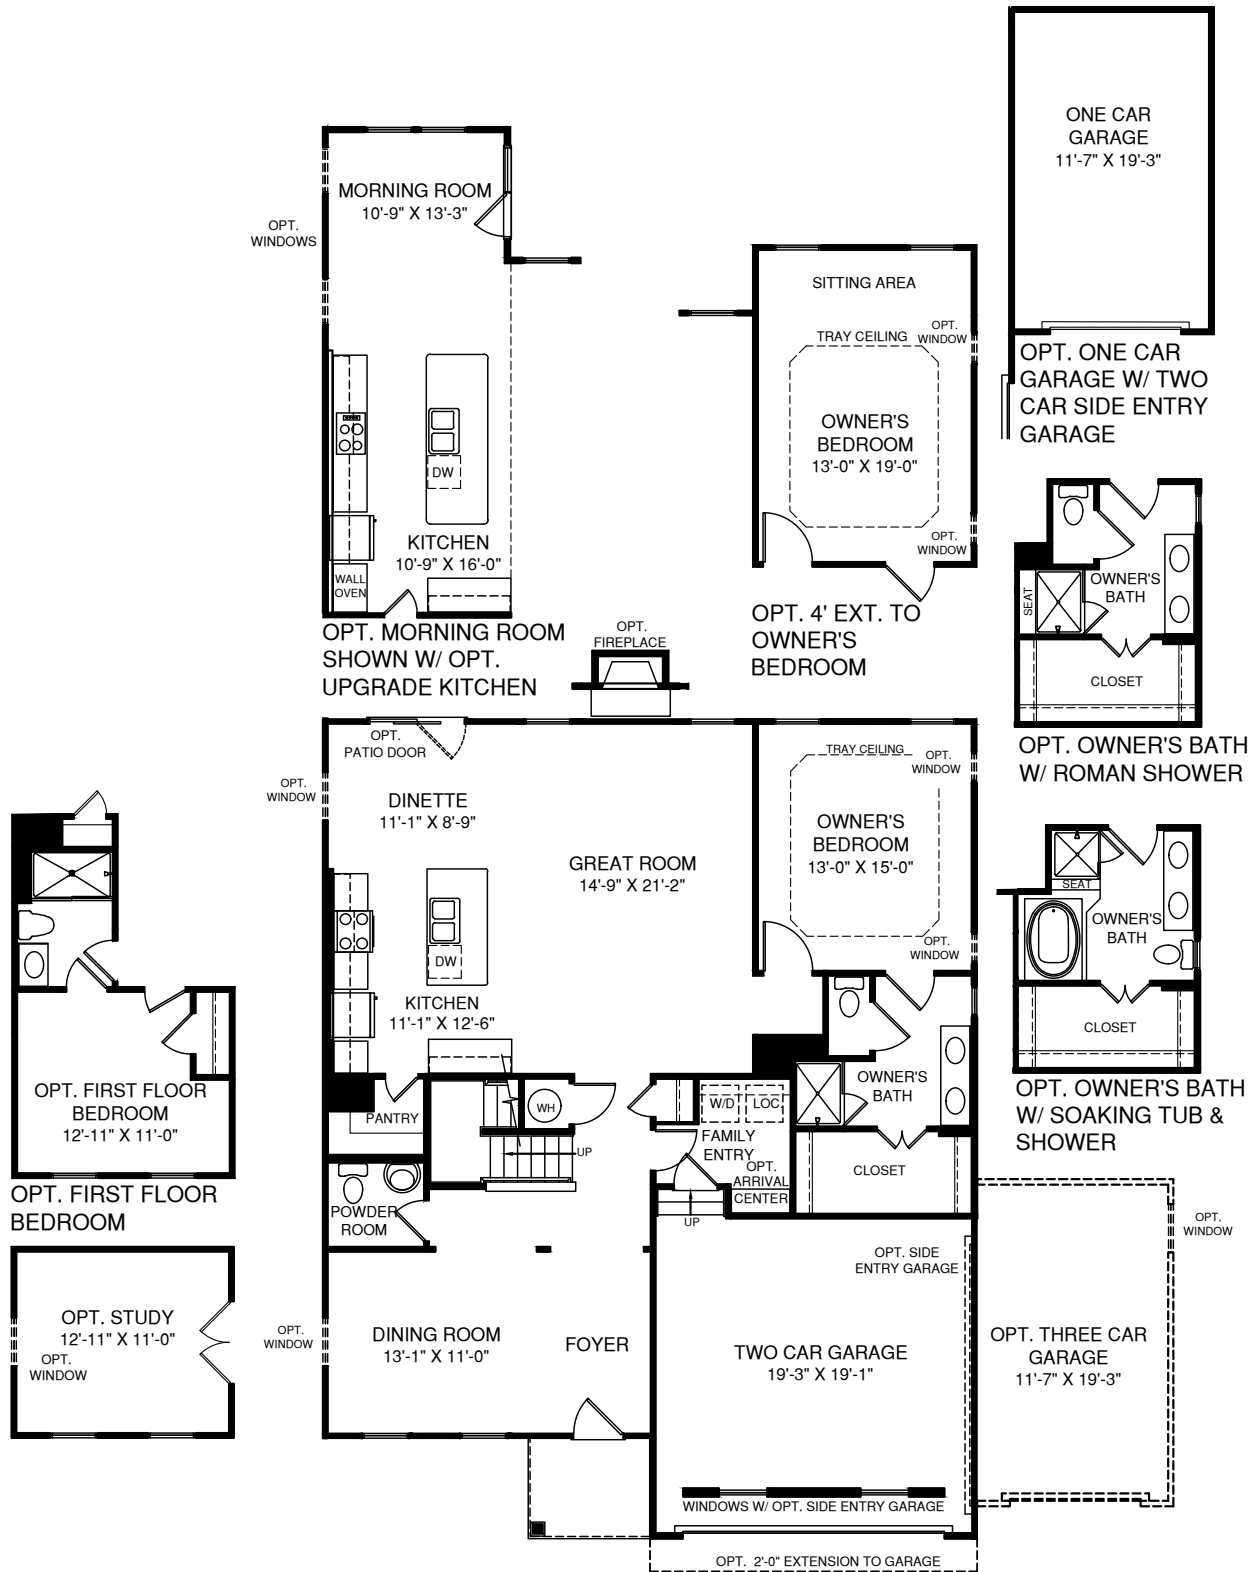 ONE CAR
GARAGE
11'-7" X 19'-3"
OPT. ONE CAR
GARAGE W/ TWO
CAR SIDE ENTRY
GARAGE
MORNING ROOM
10'-9" X 13'-3"
OPT.
WINDOWS
DW
KITCHEN
10'-9" X 16'-0"
WALL
OVEN
OPT. MORNING ROOM
SHOWN W/ OPT.
UPGRADE KITCHEN
SITTING AREA
TRAY CEILING
OPT.
WINDOW
OWNER'S
BEDROOM
13'-0" X 19'-0"
OPT.
WINDOW
OPT. 4' EXT. TO
OWNER'S
BEDROOM
OWNER'S
BATH
SEAT
CLOSET
OPT. OWNER'S BATH
W/ ROMAN SHOWER
SEAT
OWNER'S
BATH
CLOSET
OPT. OWNER'S BATH
W/ SOAKING TUB &
SHOWER
OPT.
FIREPLACE
OPT.
PATIO DOOR
OPT.
WINDOW
DINETTE
11'-1" X 8'-9"
GREAT ROOM
14'-9" X 21'-2"
TRAY CEILING
OPT.
WINDOW
OWNER'S
BEDROOM
13'-0" X 15'-0"
OPT.
WINDOW
DW
KITCHEN
11'-1" X 12'-6"
PANTRY
WH
UP
W/D
LOC.
FAMILY
ENTRY
OPT.
ARRIVAL
CENTER
OWNER'S
BATH
CLOSET
POWDER
ROOM
UP
OPT. SIDE
ENTRY GARAGE
OPT.
WINDOW
OPT.
WINDOW
DINING ROOM
13'-1" X 11'-0"
FOYER
TWO CAR GARAGE
19'-3" X 19'-1"
OPT. THREE CAR
GARAGE
11'-7" X 19'-3"
WINDOWS W/ OPT. SIDE ENTRY GARAGE
OPT. 2'-0" EXTENSION TO GARAGE
OPT. FIRST FLOOR
BEDROOM
12'-11" X 11'-0"
OPT. FIRST FLOOR
BEDROOM
OPT. STUDY
12'-11" X 11'-0"
OPT.
WINDOW